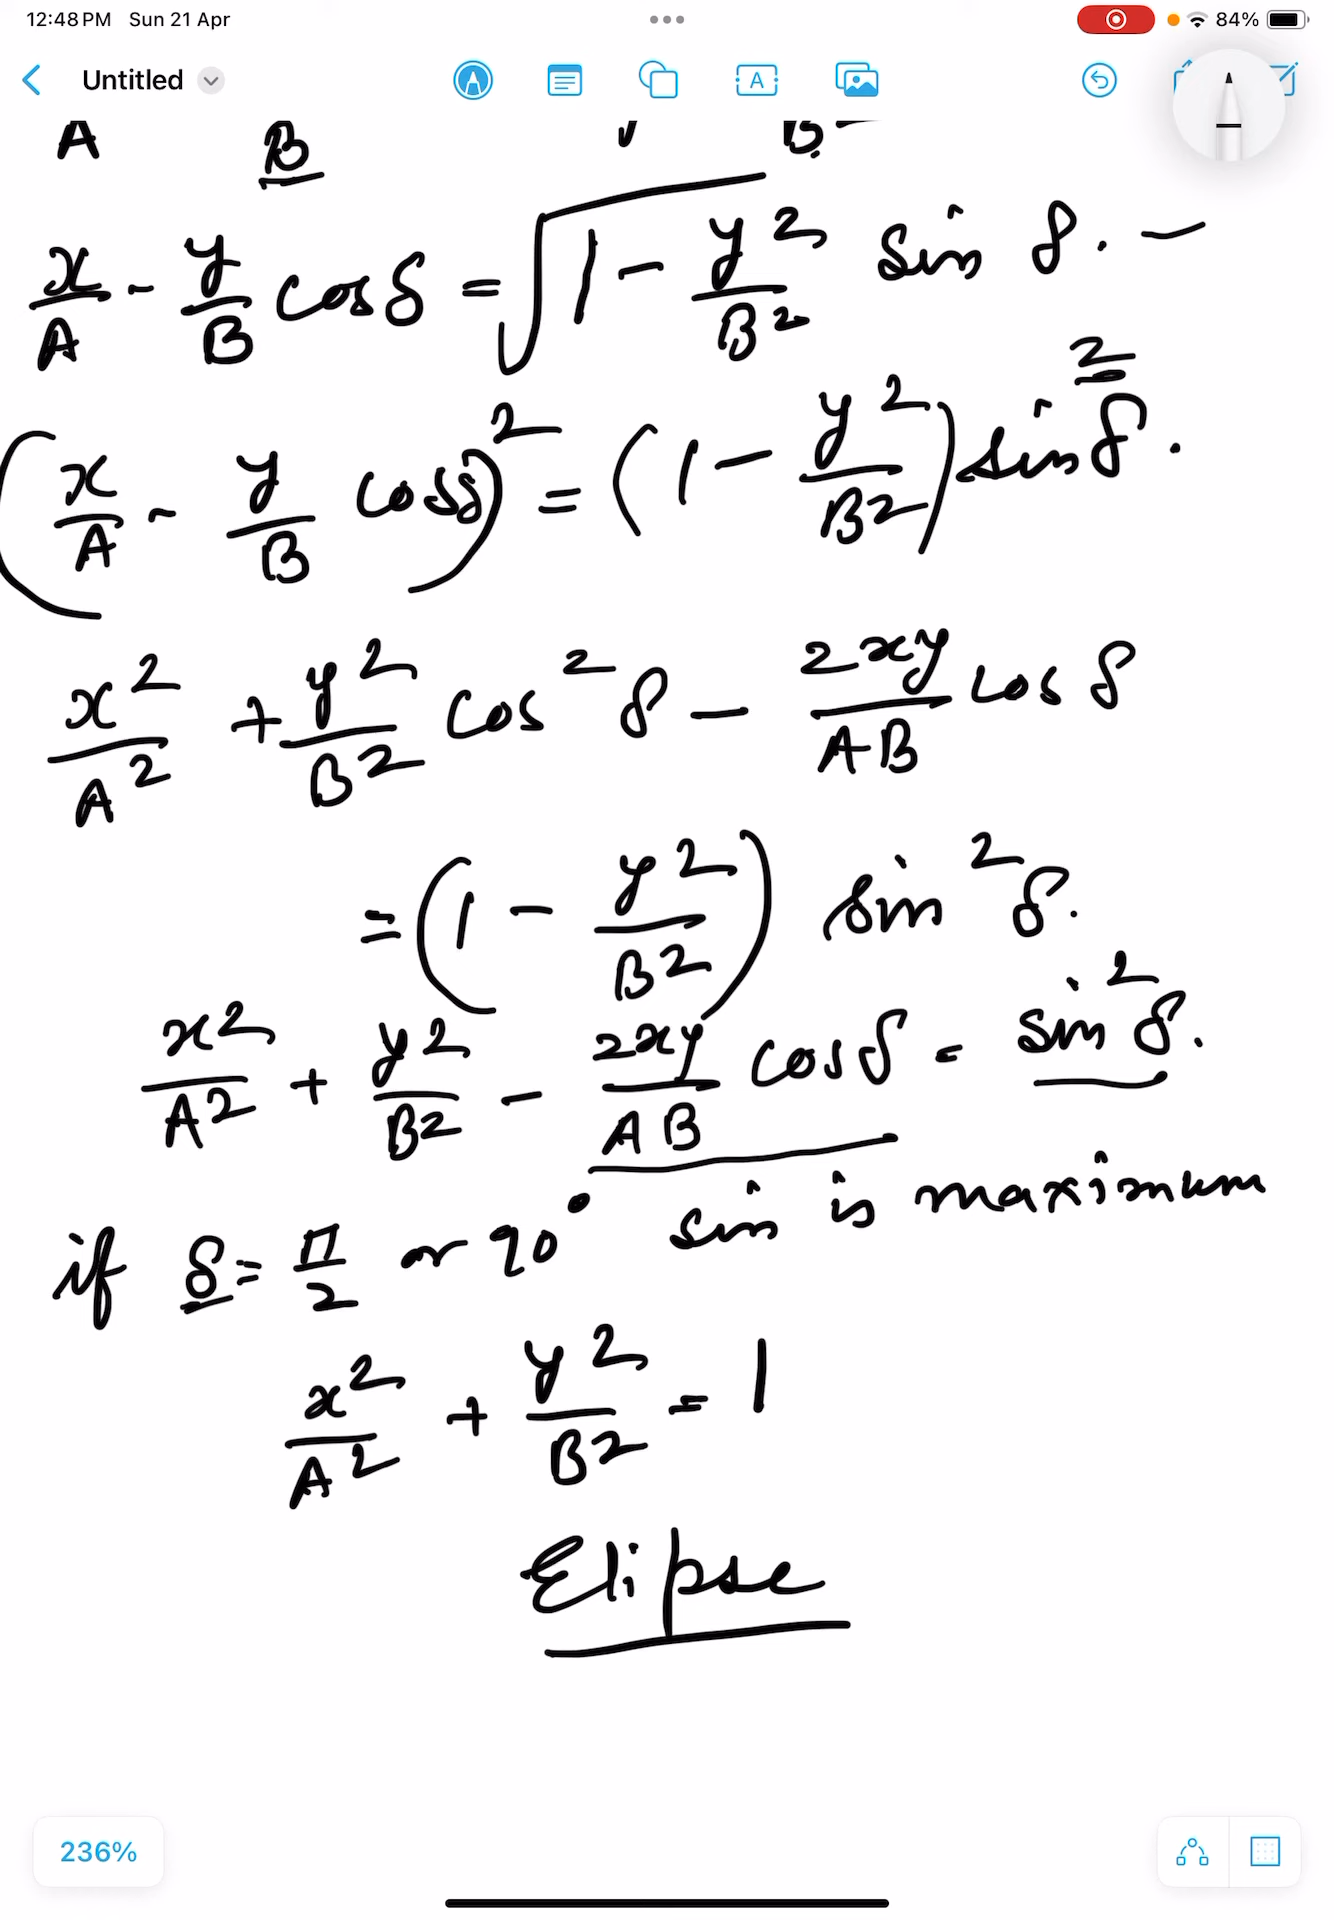 12:48 PM Sun 21 Apr 84%
Untitled
A B B
x/A - y/B cos δ = √(1 - y²/B²) sin δ. -
(x/A - y/B cos δ)² = (1 - y²/B²) sin² δ.
x²/A² + y²/B² cos² δ - 2xy/AB cos δ
= (1 - y²/B²) sin² δ.
x²/A² + y²/B² - 2xy/AB cos δ = sin² δ.
if δ = π/2 or 90° sin is maximum
x²/A² + y²/B² = 1
Elipse
236%